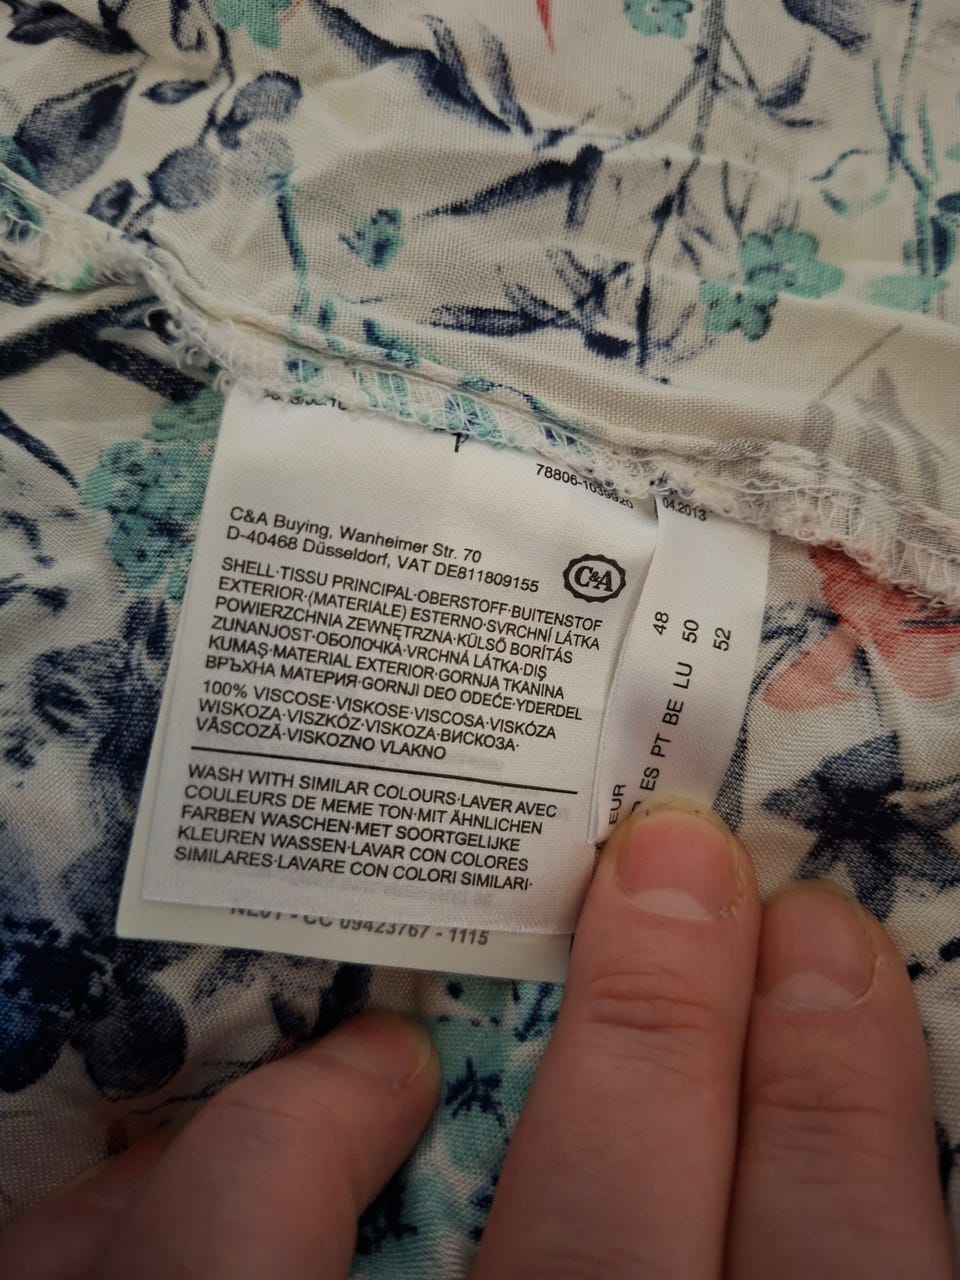 78806-1039920
C&A Buying, Wanheimer Str. 70
D-40468 Düsseldorf, VAT DE811809155
C&A
SHELL·TISSU PRINCIPAL·OBERSTOFF·BUITENSTOF
EXTERIOR·(MATERIALE) ESTERNO·SVRCHNÍ LÁTKA
POWIERZCHNIA ZEWNĘTRZNA·KÜLSŐ BORÍTÁS
ZUNANJOST·ОБОЛОЧКА·VRCHNÁ LÁTKA·DIŞ
KUMAŞ·MATERIAL EXTERIOR·GORNJA TKANINA
ВРЪХНА МАТЕРИЯ·GORNJI DEO ODEĆE·YDERDEL
100% VISCOSE·VISKOSE·VISCOSA·VISKÓZA
WISKOZA·VISZKÓZ·VISKOZA·ВИСКОЗА·
VÂSCOZĂ·VISKOZNO VLAKNO
WASH WITH SIMILAR COLOURS·LAVER AVEC
COULEURS DE MEME TON·MIT ÄHNLICHEN
FARBEN WASCHEN·MET SOORTGELIJKE
KLEUREN WASSEN·LAVAR CON COLORES
SIMILARES·LAVARE CON COLORI SIMILARI·
CC 09423767 - 1115
04.2013
EUR 48
ES PT BE LU 50
52